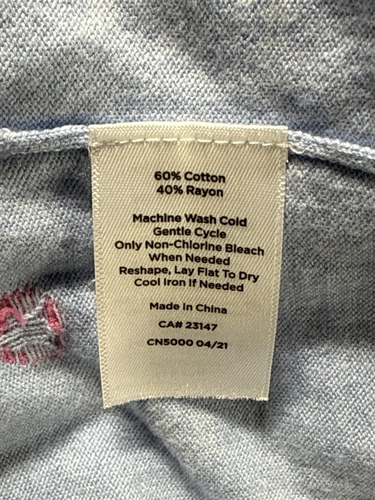 60% Cotton
40% Rayon
Machine Wash Cold
Gentle Cycle
Only Non-Chlorine Bleach
When Needed
Reshape, Lay Flat To Dry
Cool Iron If Needed
Made in China
CA# 23147
CN5000 04/21